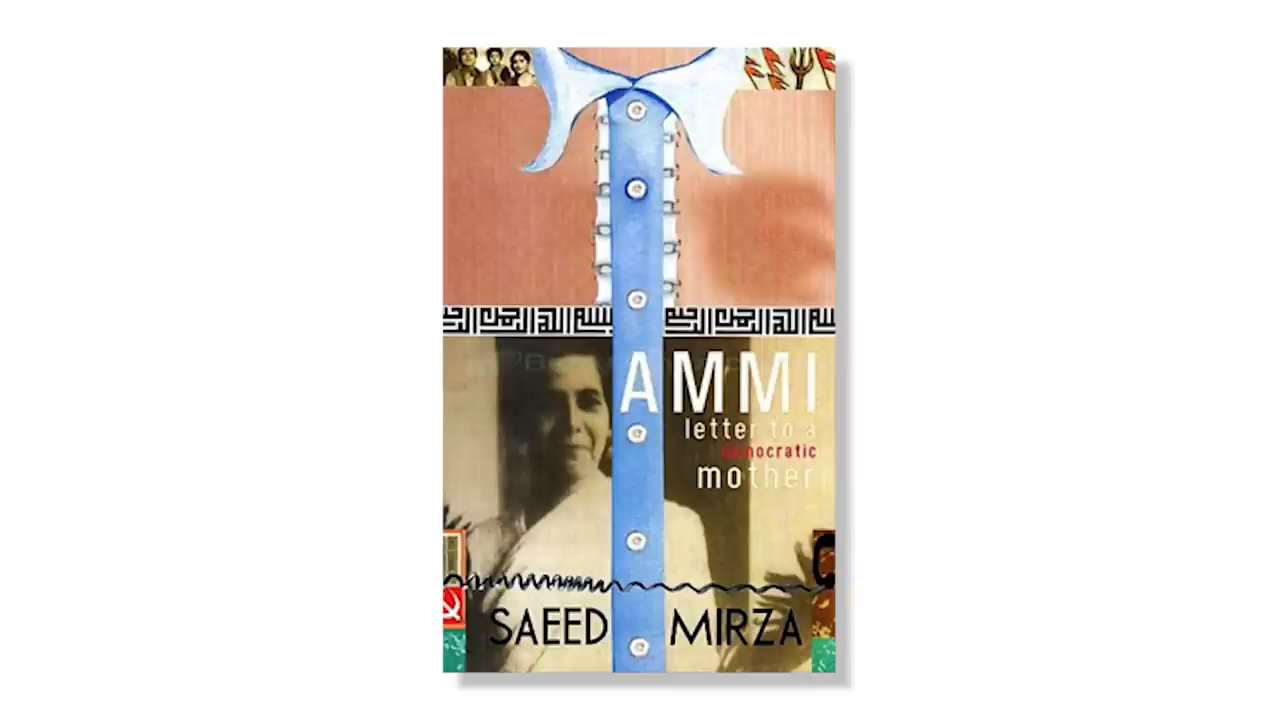 AMMI
letter to a
democratic
mother
SAEED MIRZA